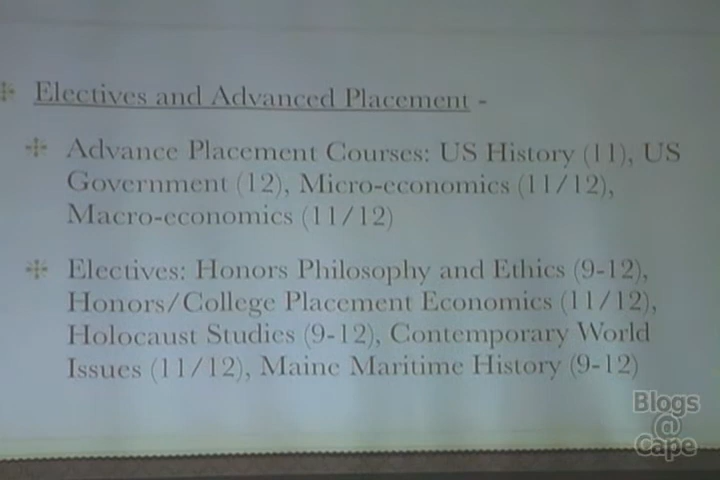 Electives and Advanced Placement -
Advance Placement Courses: US History (11), US
Government (12), Micro-economics (11/12),
Macro-economics (11/12)
Electives: Honors Philosophy and Ethics (9-12),
Honors/College Placement Economics (11/12),
Holocaust Studies (9-12), Contemporary World
Issues (11/12), Maine Maritime History (9-12)
Blogs
@
Cape